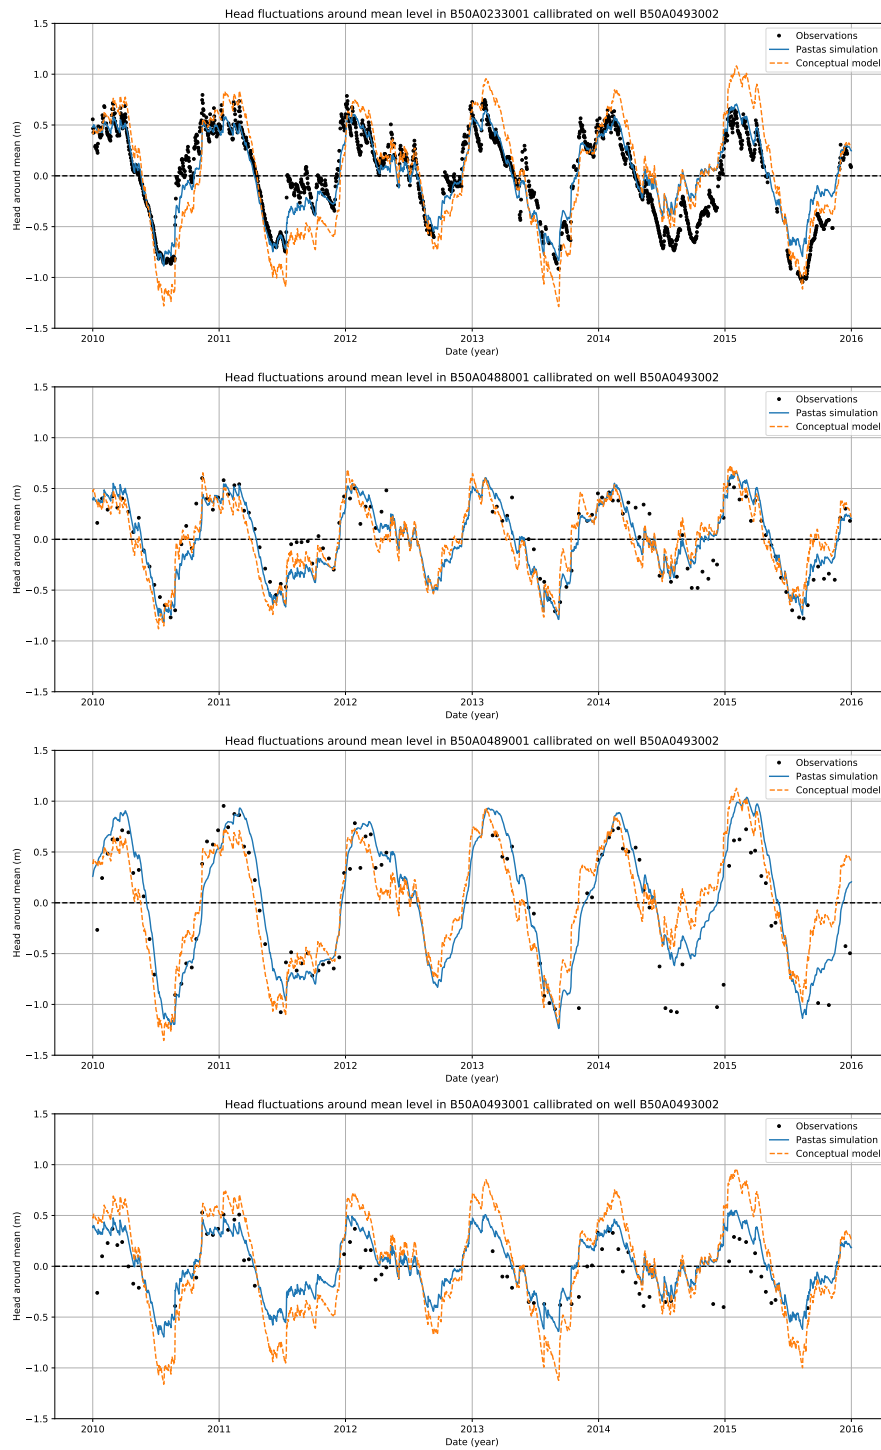 Head fluctuations around mean level in B50A0233001 callibrated on well B50A0493002
Observations
Pastas simulation
Conceptual model
Head around mean (m)
1.5
1.0
0.5
0.0
−0.5
−1.0
−1.5
2010 2011 2012 2013 2014 2015 2016
Date (year)
Head fluctuations around mean level in B50A0488001 callibrated on well B50A0493002
Observations
Pastas simulation
Conceptual model
Head around mean (m)
1.5
1.0
0.5
0.0
−0.5
−1.0
−1.5
2010 2011 2012 2013 2014 2015 2016
Date (year)
Head fluctuations around mean level in B50A0489001 callibrated on well B50A0493002
Observations
Pastas simulation
Conceptual model
Head around mean (m)
1.5
1.0
0.5
0.0
−0.5
−1.0
−1.5
2010 2011 2012 2013 2014 2015 2016
Date (year)
Head fluctuations around mean level in B50A0493001 callibrated on well B50A0493002
Observations
Pastas simulation
Conceptual model
Head around mean (m)
1.5
1.0
0.5
0.0
−0.5
−1.0
−1.5
2010 2011 2012 2013 2014 2015 2016
Date (year)